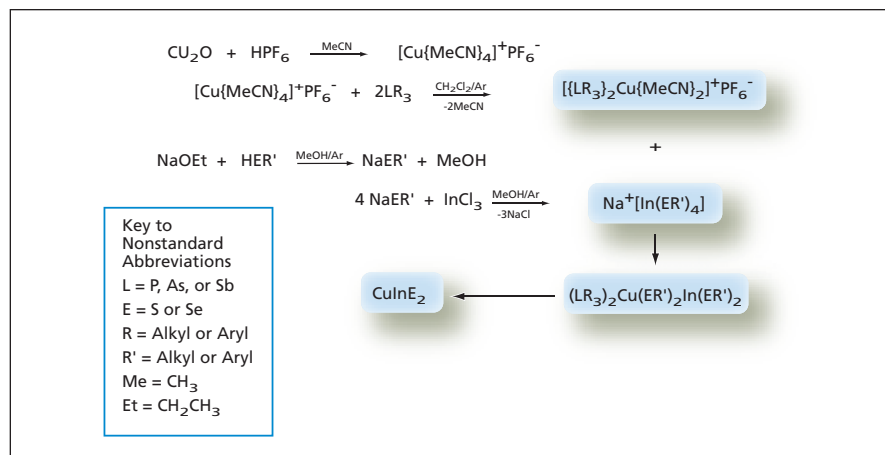 CU₂O + HPF₆ MeCN [Cu{MeCN}₄]⁺PF₆⁻
[Cu{MeCN}₄]⁺PF₆⁻ + 2LR₃ CH₂Cl₂/Ar -2MeCN [{LR₃}₂Cu{MeCN}₂]⁺PF₆⁻
+
NaOEt + HER' MeOH/Ar NaER' + MeOH
4 NaER' + InCl₃ MeOH/Ar -3NaCl Na⁺[In(ER')₄]
Key to
Nonstandard
Abbreviations
L = P, As, or Sb
E = S or Se
R = Alkyl or Aryl
R' = Alkyl or Aryl
Me = CH₃
Et = CH₂CH₃
CuInE₂ (LR₃)₂Cu(ER')₂In(ER')₂